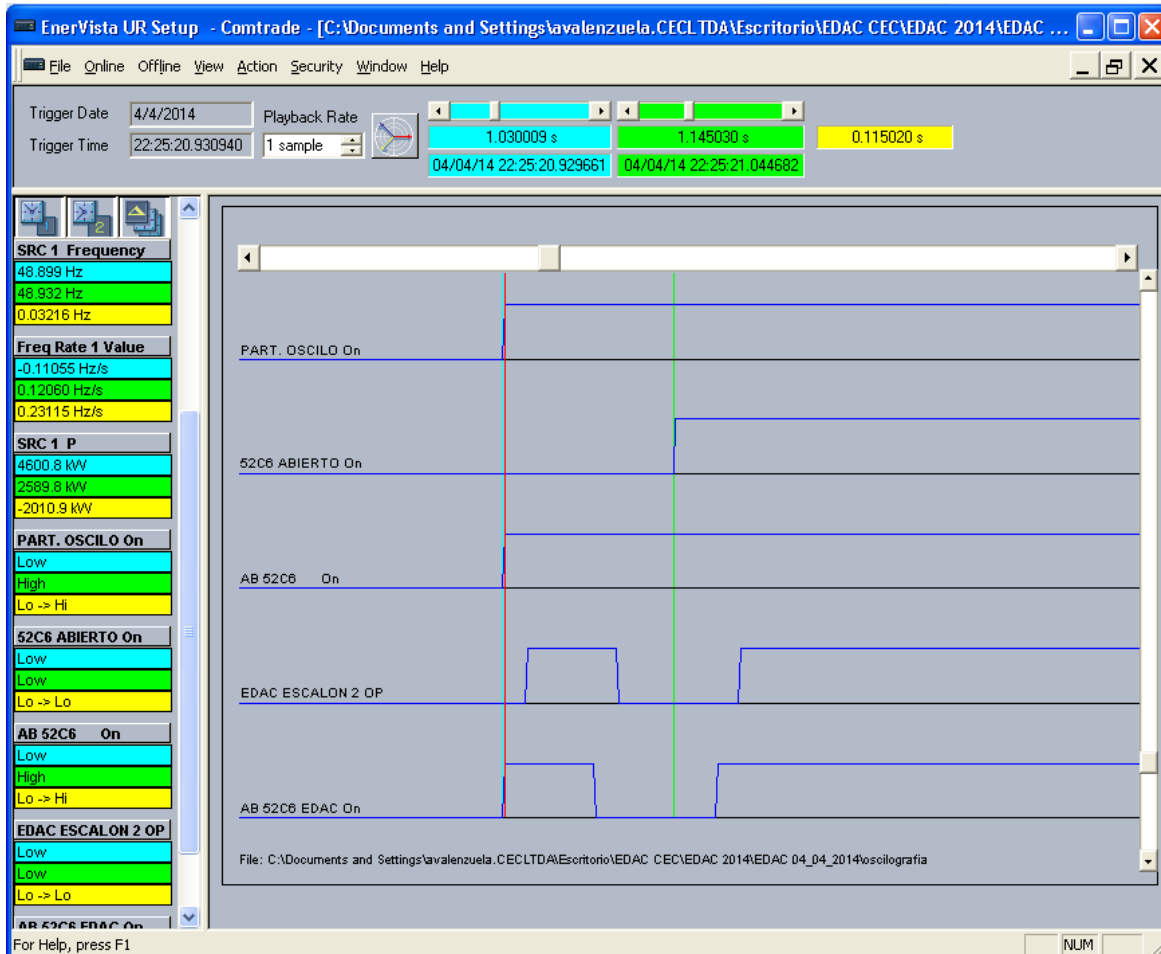 EnerVista UR Setup - Comtrade - [C:\Documents and Settings\avalenzuela.CECLTDA\Escritorio\EDAC CEC\EDAC 2014\EDAC ...
File Online Offline View Action Security Window Help
Trigger Date 4/4/2014 Playback Rate
Trigger Time 22:25:20.930940 1 sample
1.030009 s 1.145030 s 0.115020 s
04/04/14 22:25:20.929661 04/04/14 22:25:21.044682
1 2
SRC 1 Frequency
48.899 Hz
48.932 Hz
0.03216 Hz
Freq Rate 1 Value
-0.11055 Hz/s
0.12060 Hz/s
0.23115 Hz/s
SRC 1 P
4600.8 kW
2589.8 kW
-2010.9 kW
PART. OSCILO On
Low
High
Lo -> Hi
52C6 ABIERTO On
Low
Low
Lo -> Lo
AB 52C6 On
Low
High
Lo -> Hi
EDAC ESCALON 2 OP
Low
Low
Lo -> Lo
AB 52C6 EDAC On
PART. OSCILO On
52C6 ABIERTO On
AB 52C6 On
EDAC ESCALON 2 OP
AB 52C6 EDAC On
File: C:\Documents and Settings\avalenzuela.CECLTDA\Escritorio\EDAC CEC\EDAC 2014\EDAC 04_04_2014\oscilografia
For Help, press F1
NUM